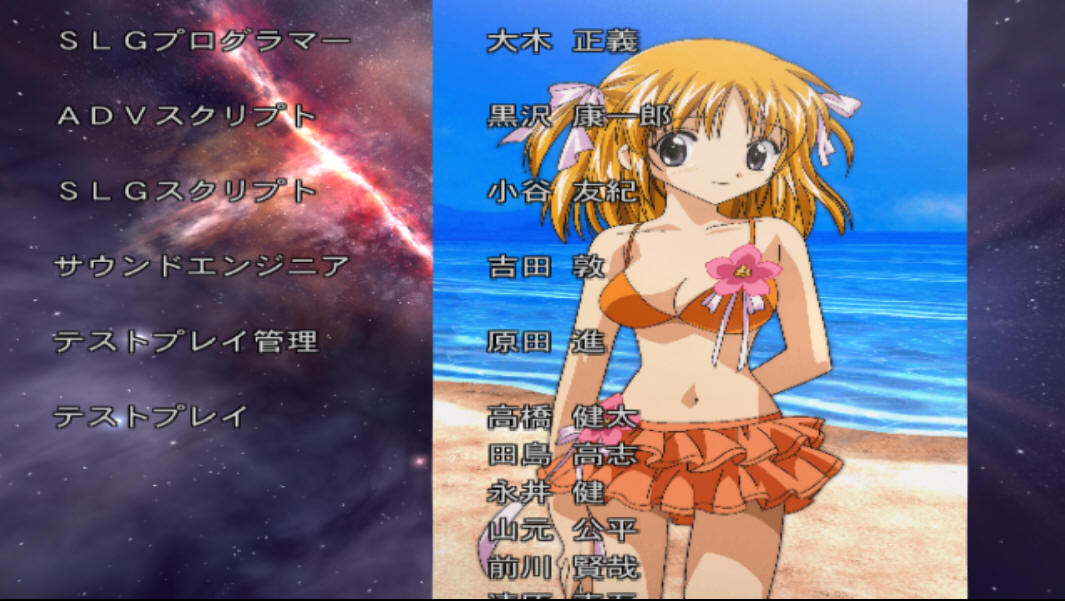 ＳＬＧプログラマー 大木 正義
ＡＤＶスクリプト 黒沢 康一郎
ＳＬＧスクリプト 小谷 友紀
サウンドエンジニア 吉田 敦
テストプレイ管理 原田 進
テストプレイ 高橋 健太
田島 高志
永井 健
山元 公平
前川 賢哉